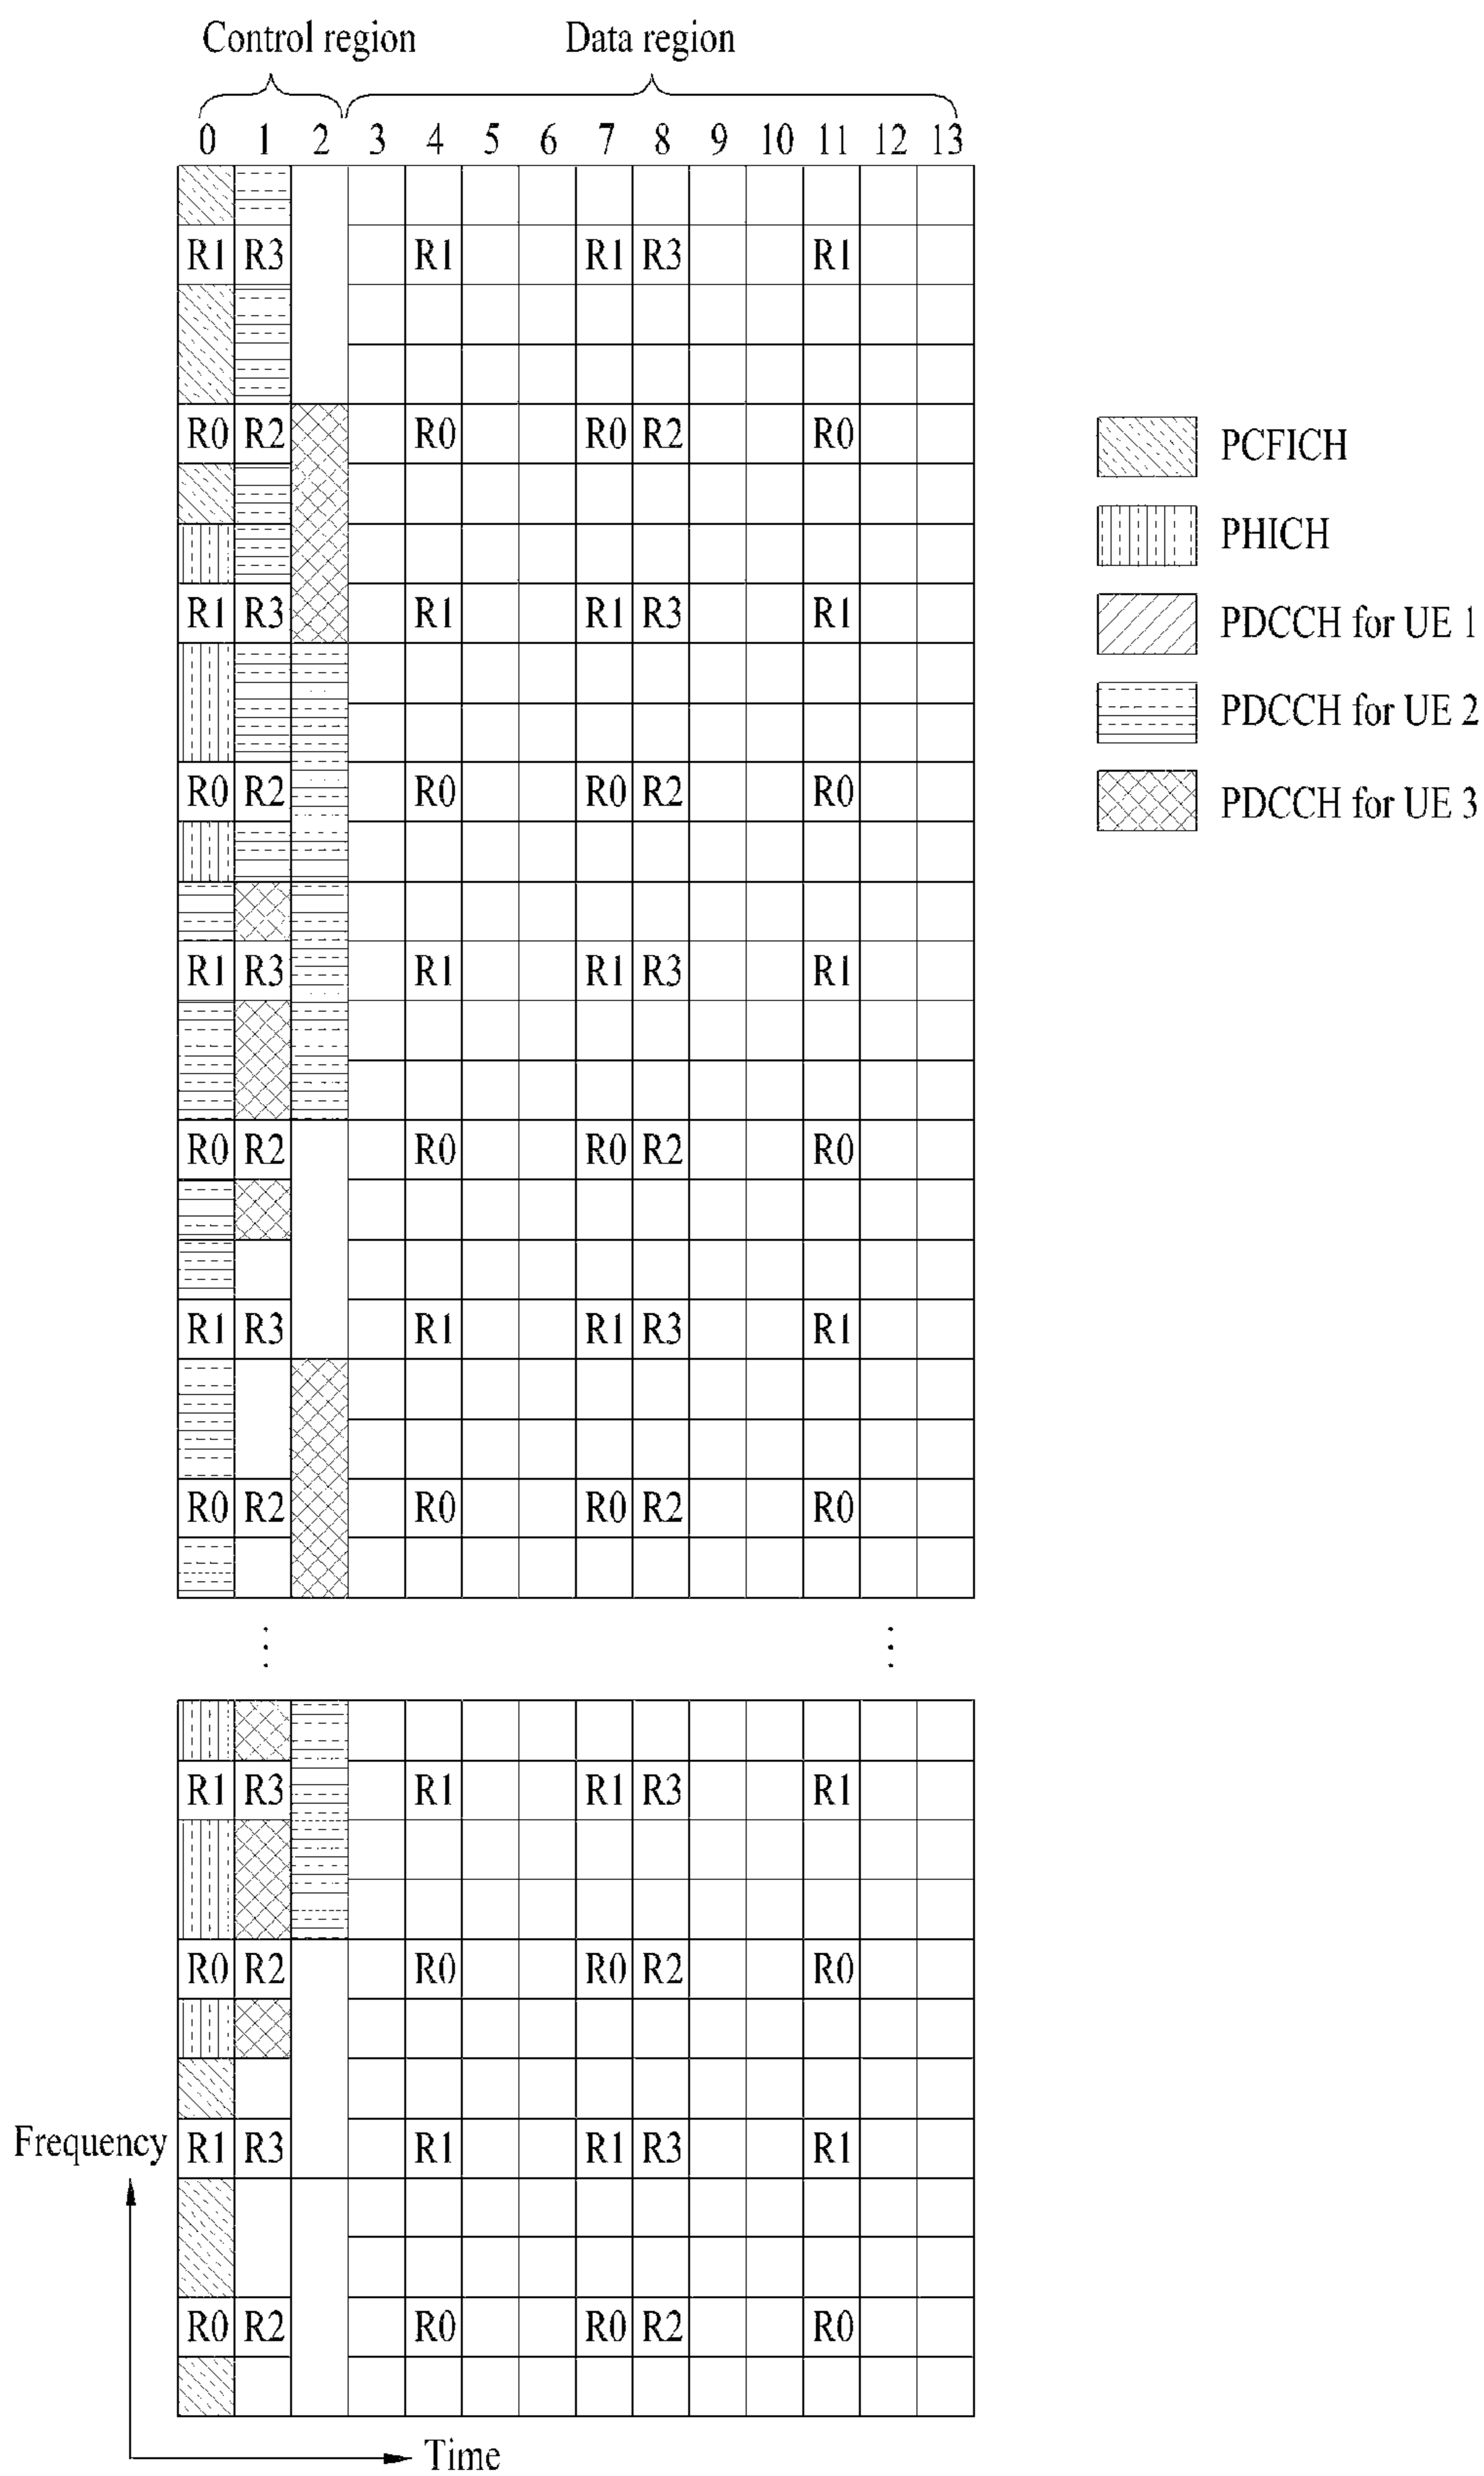 Control region Data region
0 1 2 3 4 5 6 7 8 9 10 11 12 13
R1 R3 R1 R1 R3 R1
R0 R2 R0 R0 R2 R0
R1 R3 R1 R1 R3 R1
R0 R2 R0 R0 R2 R0
R1 R3 R1 R1 R3 R1
R0 R2 R0 R0 R2 R0
R1 R3 R1 R1 R3 R1
R0 R2 R0 R0 R2 R0
PCFICH
PHICH
PDCCH for UE 1
PDCCH for UE 2
PDCCH for UE 3
R1 R3 R1 R1 R3 R1
R0 R2 R0 R0 R2 R0
Frequency R1 R3 R1 R1 R3 R1
R0 R2 R0 R0 R2 R0
Time